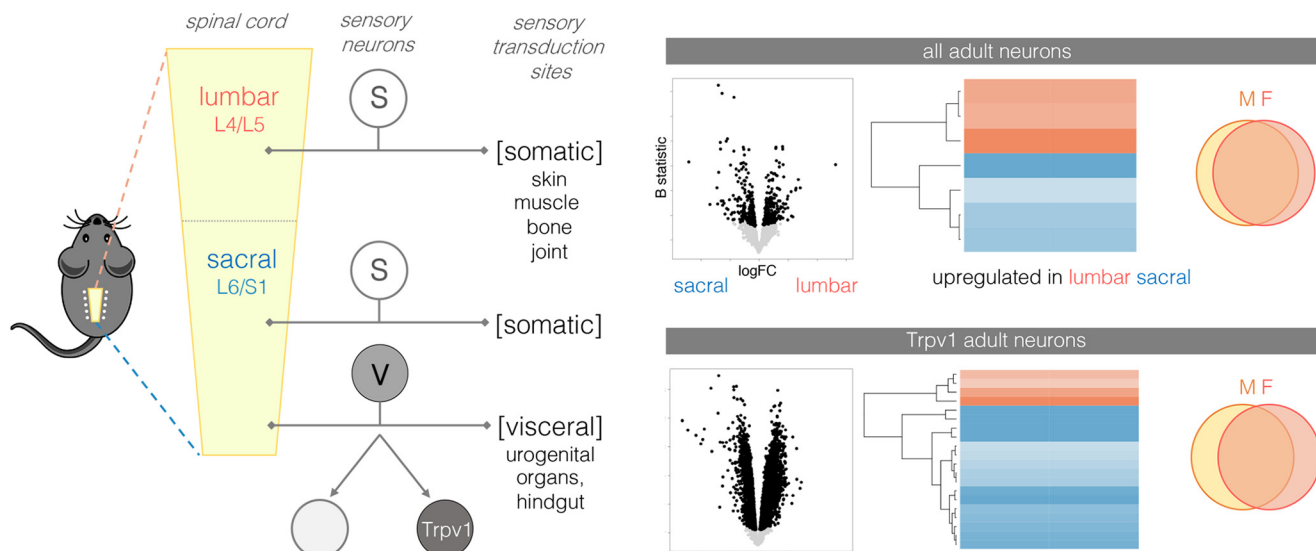 spinal cord
sensory
neurons
sensory
transduction
sites
lumbar
L4/L5
S
[somatic]
skin
muscle
bone
joint
sacral
L6/S1
S
[somatic]
V
[visceral]
urogenital
organs,
hindgut
Trpv1
all adult neurons
B statistic
logFC
sacral
lumbar
upregulated in lumbar sacral
M F
Trpv1 adult neurons
M F